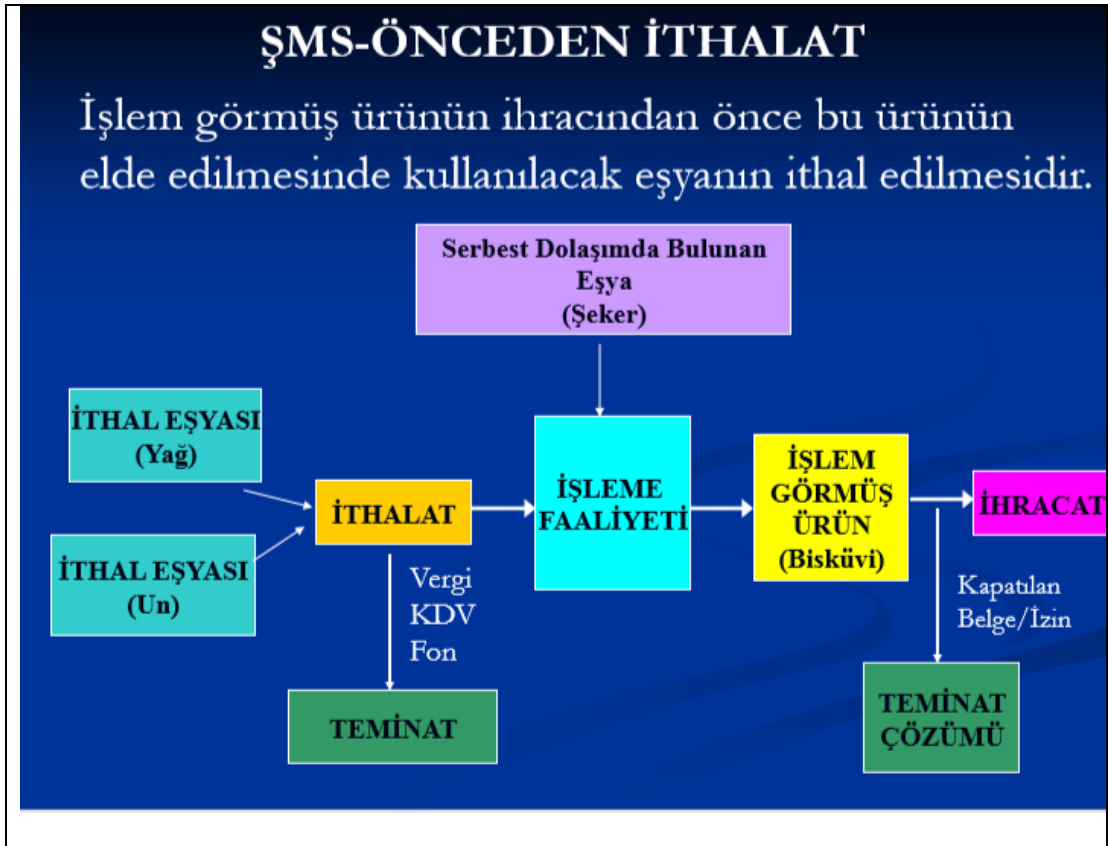 ŞMS-ÖNCEDEN İTHALAT
İşlem görmüş ürünün ihracından önce bu ürünün
elde edilmesinde kullanılacak eşyanın ithal edilmesidir.
Serbest Dolaşımda Bulunan
Eşya
(Şeker)
İTHAL EŞYASI
(Yağ)
İTHAL EŞYASI
(Un)
İTHALAT
Vergi
KDV
Fon
TEMİNAT
İŞLEME
FAALİYETİ
İŞLEM
GÖRMÜŞ
ÜRÜN
(Bisküvi)
İHRACAT
Kapatılan
Belge/İzin
TEMİNAT
ÇÖZÜMÜ